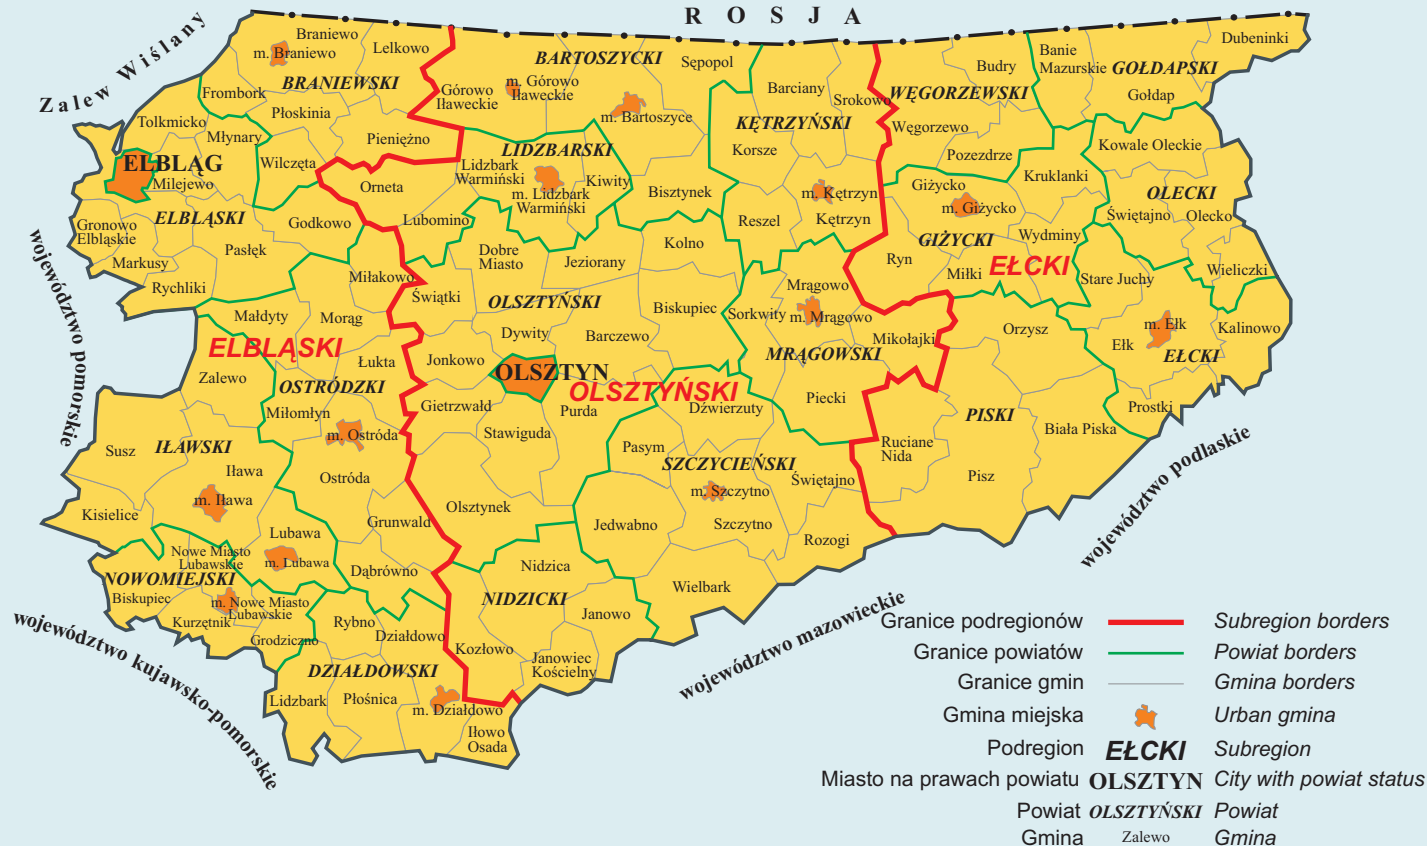 R O S J A
Zalew Wiślany
województwo pomorskie
województwo kujawsko-pomorskie
województwo mazowieckie
województwo podlaskie
Braniewo
m. Braniewo
Lelkowo
BRANIEWSKI
Frombork
Płoskinia
Pieniężno
Wilczęta
Tolkmicko
Młynary
ELBLĄG
Milejewo
ELBLĄSKI
Godkowo
Gronowo
Elbląskie
Markusy
Pasłęk
Rychliki
Górowo
Iławeckie
m. Górowo
Iławeckie
BARTOSZYCKI
Sępopol
m. Bartoszyce
Bisztynek
LIDZBARSKI
Lidzbark
Warmiński
m. Lidzbark
Warmiński
Kiwity
Orneta
Lubomino
Barciany
Srokowo
KĘTRZYŃSKI
Korsze
Reszel
m. Kętrzyn
Kętrzyn
WĘGORZEWSKI
Budry
Węgorzewo
Pozezdrze
Banie
Mazurskie
GOŁDAPSKI
Dubeninki
Gołdap
Kowale Oleckie
OLECKI
Świętajno
Olecko
Wieliczki
Giżycko
m. Giżycko
Kruklanki
GIŻYCKI
Wydminy
Ryn
Miłki
EŁCKI
Stare Juchy
m. Ełk
Ełk
Kalinowo
EŁCKI
Prostki
Orzysz
PISKI
Biała Piska
Ruciane
Nida
Pisz
Dobre
Miasto
Jeziorany
Kolno
Świątki
OLSZTYŃSKI
Biskupiec
Dywity
Barczewo
Jonkowo
OLSZTYN
OLSZTYŃSKI
Gietrzwałd
Purda
Stawiguda
Olsztynek
Mrągowo
Sorkwity
m. Mrągowo
Mikołajki
MRĄGOWSKI
Piecki
Dźwierzuty
Pasym
SZCZYCIEŃSKI
m. Szczytno
Świętajno
Jedwabno
Szczytno
Rozogi
Wielbark
Miłakowo
Małdyty
Morąg
ELBLĄSKI
Łukta
Zalewo
OSTRÓDZKI
Miłomłyn
m. Ostróda
Ostróda
Grunwald
Dąbrówno
Susz
IŁAWSKI
Iława
m. Iława
Kisielice
Lubawa
m. Lubawa
Nowe Miasto
Lubawskie
NOWOMIEJSKI
Biskupiec
m. Nowe Miasto
Lubawskie
Kurzętnik
Grodziczno
Rybno
Działdowo
DZIAŁDOWSKI
Lidzbark
Płośnica
m. Działdowo
Iłowo
Osada
Nidzica
NIDZICKI
Janowo
Kozłowo
Janowiec
Kościelny
Granice podregionów Subregion borders
Granice powiatów Powiat borders
Granice gmin Gmina borders
Gmina miejska Urban gmina
Podregion EŁCKI Subregion
Miasto na prawach powiatu OLSZTYN City with powiat status
Powiat OLSZTYŃSKI Powiat
Gmina Zalewo Gmina